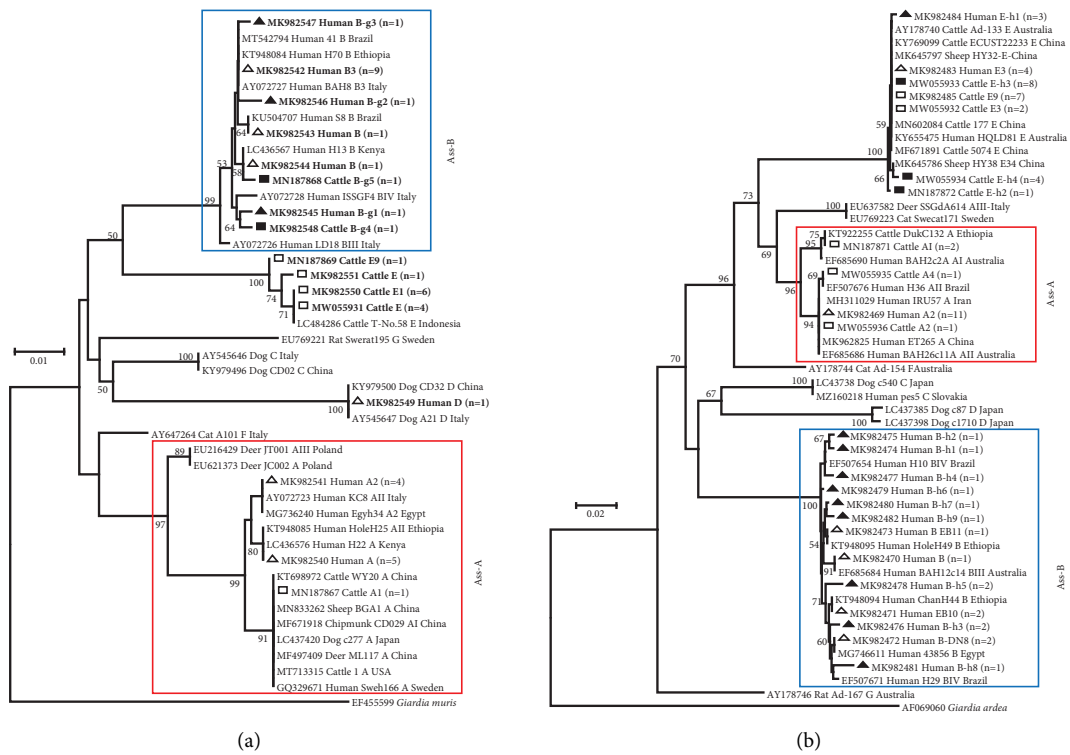 MK982547 Human B-g3 (n=1)
MT542794 Human 41 B Brazil
KT948084 Human H70 B Ethiopia
MK982542 Human B3 (n=9)
AY072727 Human BAH8 B3 Italy
MK982546 Human B-g2 (n=1)
KU504707 Human S8 B Brazil
64
MK982543 Human B (n=1)
LC436567 Human H13 B Kenya
53
MK982544 Human B (n=1)
58
MN187868 Cattle B-g5 (n=1)
AY072728 Human ISSGF4 BIV Italy
99
MK982545 Human B-g1 (n=1)
64
MK982548 Cattle B-g4 (n=1)
AY072726 Human LD18 BIII Italy
Ass-B
50
MN187869 Cattle E9 (n=1)
MK982551 Cattle E (n=1)
100
MK982550 Cattle E1 (n=6)
74
MW055931 Cattle E (n=4)
71
LC484286 Cattle T-No.58 E Indonesia
EU769221 Rat Swerat195 G Sweden
0.01
AY545646 Dog C Italy
100
KY979496 Dog CD02 C China
50
KY979500 Dog CD32 D China
MK982549 Human D (n=1)
100
AY545647 Dog A21 D Italy
AY647264 Cat A101 F Italy
EU216429 Deer JT001 AIII Poland
89
EU621373 Deer JC002 A Poland
MK982541 Human A2 (n=4)
AY072723 Human KC8 AII Italy
MG736240 Human Egyh34 A2 Egypt
97
KT948085 Human HoleH25 AII Ethiopia
LC436576 Human H22 A Kenya
80
MK982540 Human A (n=5)
KT698972 Cattle WY20 A China
99
MN187867 Cattle A1 (n=1)
MN833262 Sheep BGA1 A China
MF671918 Chipmunk CD029 AI China
91
LC437420 Dog c277 A Japan
MF497409 Deer ML117 A China
MT713315 Cattle 1 A USA
GQ329671 Human Sweh166 A Sweden
Ass-A
EF455599 Giardia muris
(a)
MK982484 Human E-h1 (n=3)
AY178740 Cattle Ad-133 E Australia
KY769099 Cattle ECUST22233 E China
MK645797 Sheep HY32-E-China
MK982483 Human E3 (n=4)
MW055933 Cattle E-h3 (n=8)
MK982485 Cattle E9 (n=7)
MW055932 Cattle E3 (n=2)
59
MN602084 Cattle 177 E China
KY655475 Human HQLD81 E Australia
100
MF671891 Cattle 5074 E China
MK645786 Sheep HY38 E34 China
66
MW055934 Cattle E-h4 (n=4)
MN187872 Cattle E-h2 (n=1)
73
100
EU637582 Deer SSGdA614 AIII-Italy
EU769223 Cat Swecat171 Sweden
75
KT922255 Cattle DukC132 A Ethiopia
95
MN187871 Cattle AI (n=2)
69
EF685690 Human BAH2c2A AI Australia
96
MW055935 Cattle A4 (n=1)
69
EF507676 Human H36 AII Brazil
96
MH311029 Human IRU57 A Iran
MK982469 Human A2 (n=11)
94
MW055936 Cattle A2 (n=1)
MK962825 Human ET265 A China
EF685686 Human BAH26c11A AII Australia
Ass-A
70
AY178744 Cat Ad-154 FAustralia
LC43738 Dog c540 C Japan
100
MZ160218 Human pes5 C Slovakia
67
LC437385 Dog c87 D Japan
100
LC437398 Dog c1710 D Japan
67
MK982475 Human B-h2 (n=1)
MK982474 Human B-h1 (n=1)
EF507654 Human H10 BIV Brazil
MK982477 Human B-h4 (n=1)
MK982479 Human B-h6 (n=1)
100
MK982480 Human B-h7 (n=1)
0.02
MK982482 Human B-h9 (n=1)
MK982473 Human B EB11 (n=1)
54
KT948095 Human HoleH49 B Ethiopia
MK982470 Human B (n=1)
91
EF685684 Human BAH12c14 BIII Australia
MK982478 Human B-h5 (n=2)
71
KT948094 Human ChanH44 B Ethiopia
MK982471 Human EB10 (n=2)
MK982476 Human B-h3 (n=2)
60
MK982472 Human B-DN8 (n=2)
MG746611 Human 43856 B Egypt
MK982481 Human B-h8 (n=1)
EF507671 Human H29 BIV Brazil
Ass-B
AY178746 Rat Ad-167 G Australia
AF069060 Giardia ardea
(b)